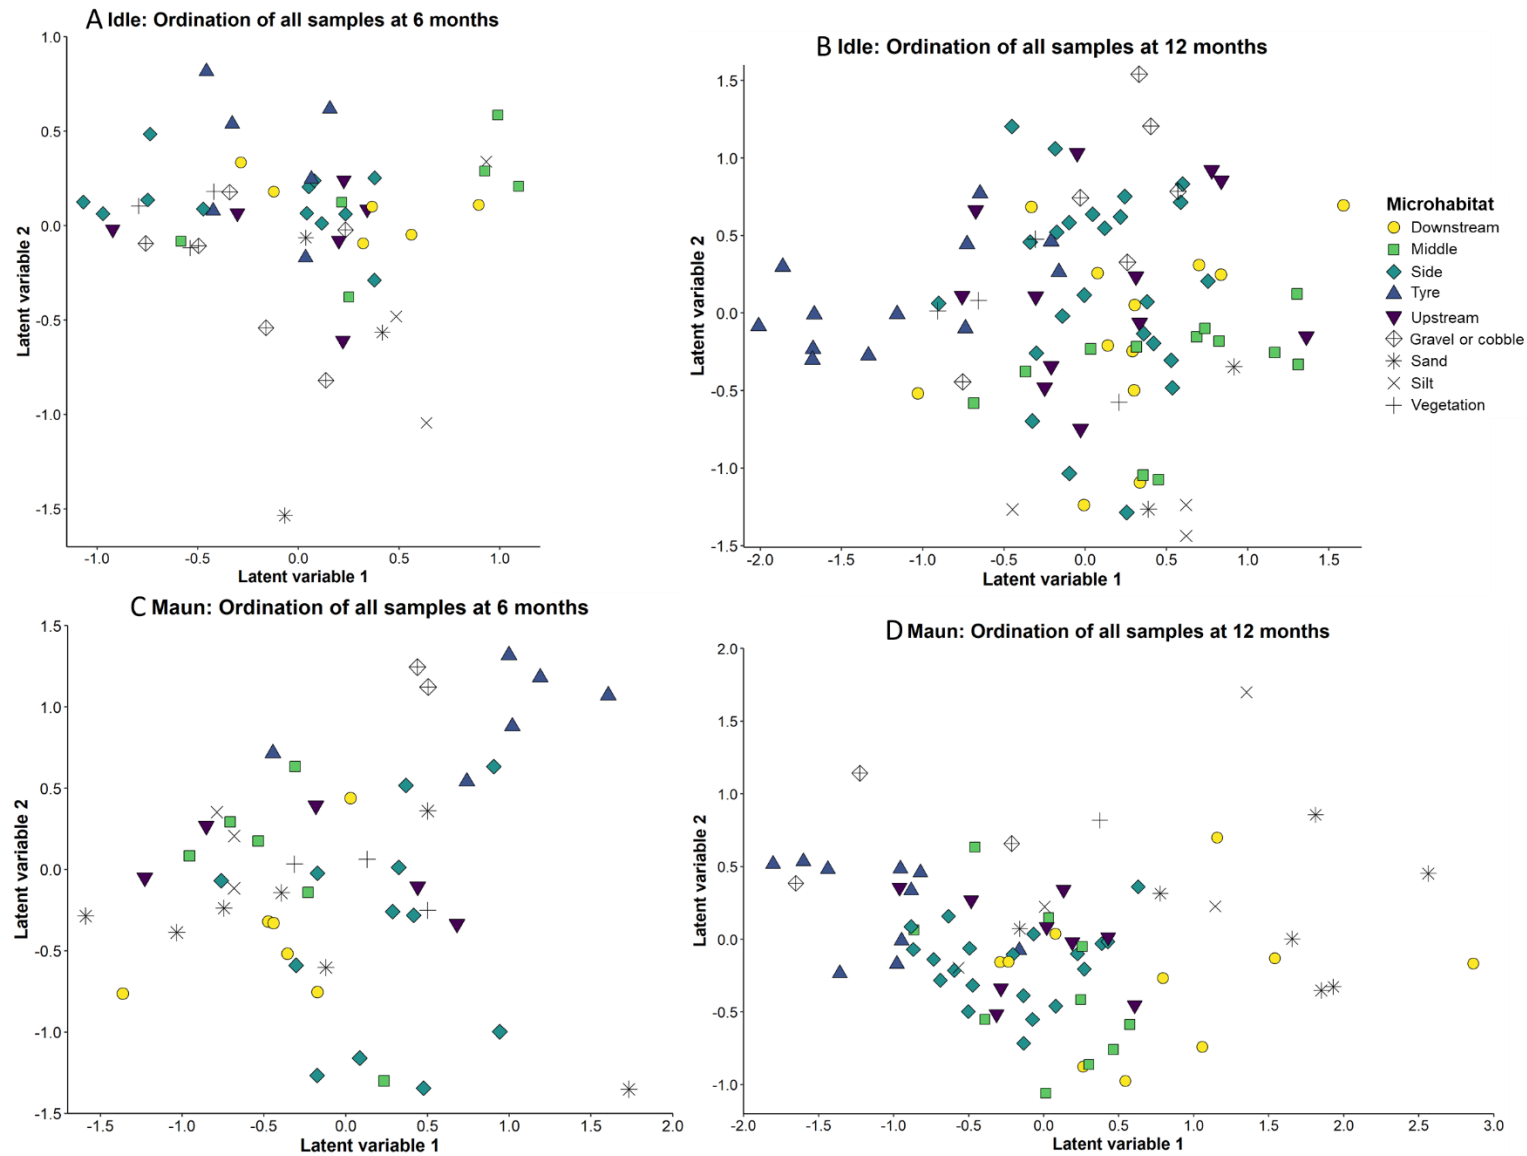 A Idle: Ordination of all samples at 6 months
1.0
0.5
0.0
-0.5
-1.0
-1.5
Latent variable 2
-1.0 -0.5 0.0 0.5 1.0
Latent variable 1
B Idle: Ordination of all samples at 12 months
1.5
1.0
0.5
0.0
-0.5
-1.0
-1.5
Latent variable 2
-2.0 -1.5 -1.0 -0.5 0.0 0.5 1.0 1.5
Latent variable 1
Microhabitat
Downstream
Middle
Side
Tyre
Upstream
Gravel or cobble
Sand
Silt
Vegetation
C Maun: Ordination of all samples at 6 months
1.5
1.0
0.5
0.0
-0.5
-1.0
-1.5
Latent variable 2
-1.5 -1.0 -0.5 0.0 0.5 1.0 1.5 2.0
Latent variable 1
D Maun: Ordination of all samples at 12 months
2.0
1.5
1.0
0.5
0.0
-0.5
-1.0
Latent variable 2
-2.0 -1.5 -1.0 -0.5 0.0 0.5 1.0 1.5 2.0 2.5 3.0
Latent variable 1